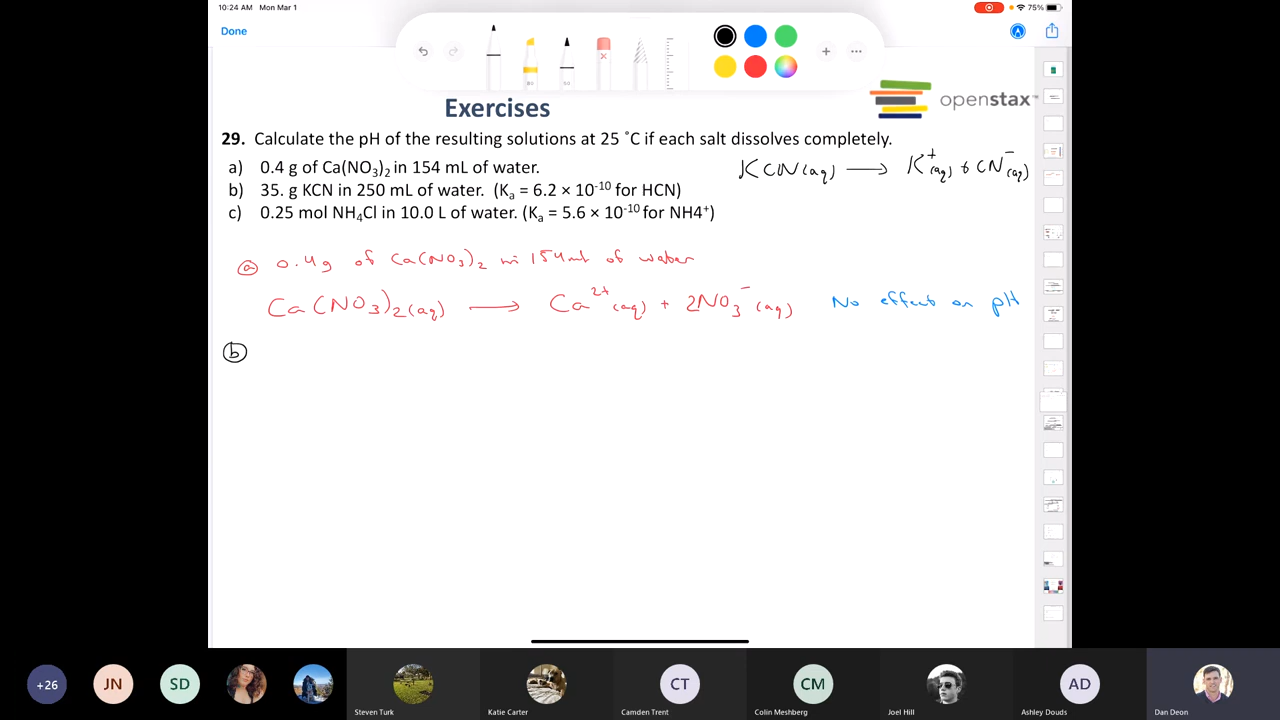 10:24 AM Mon Mar 1
75%
Done
Exercises
openstax™
29. Calculate the pH of the resulting solutions at 25 ˚C if each salt dissolves completely.
a) 0.4 g of Ca(NO₃)₂ in 154 mL of water.
KCN(aq) ⟶ K⁺(aq) + CN⁻(aq)
b) 35. g KCN in 250 mL of water. (Kₐ = 6.2 × 10⁻¹⁰ for HCN)
c) 0.25 mol NH₄Cl in 10.0 L of water. (Kₐ = 5.6 × 10⁻¹⁰ for NH4⁺)
ⓐ 0.4g of Ca(NO₃)₂ in 154mL of water
Ca(NO₃)₂(aq) ⟶ Ca²⁺(aq) + 2NO₃⁻(aq) No effect on pH
ⓑ
+26 JN SD CT CM AD
Steven Turk Katie Carter Camden Trent Colin Meshberg Joel Hill Ashley Douds Dan Deon